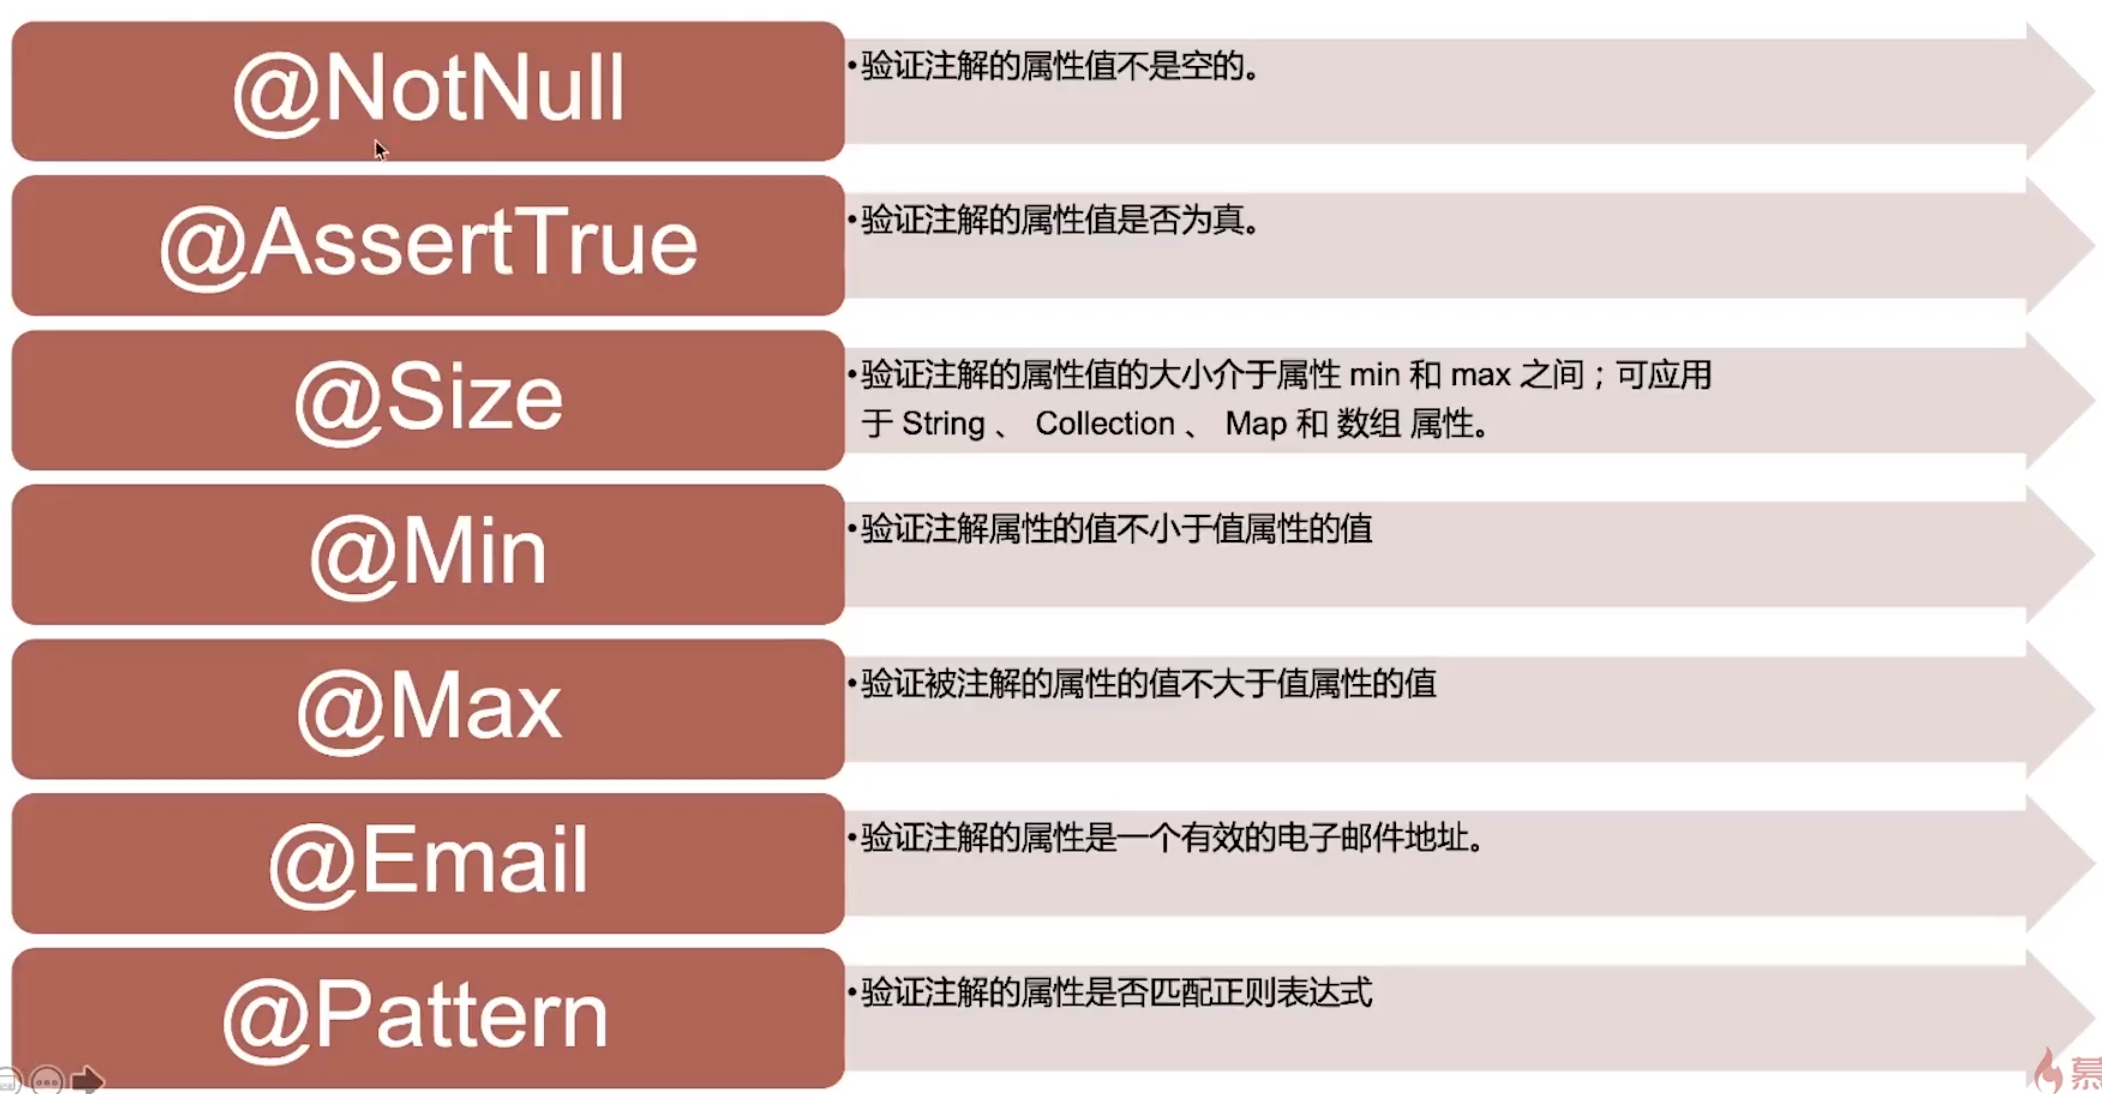 @NotNull
•验证注解的属性值不是空的。
@AssertTrue
•验证注解的属性值是否为真。
@Size
•验证注解的属性值的大小介于属性 min 和 max 之间；可应用
于 String 、 Collection 、 Map 和 数组 属性。
@Min
•验证注解属性的值不小于值属性的值
@Max
•验证被注解的属性的值不大于值属性的值
@Email
•验证注解的属性是一个有效的电子邮件地址。
@Pattern
•验证注解的属性是否匹配正则表达式
慕